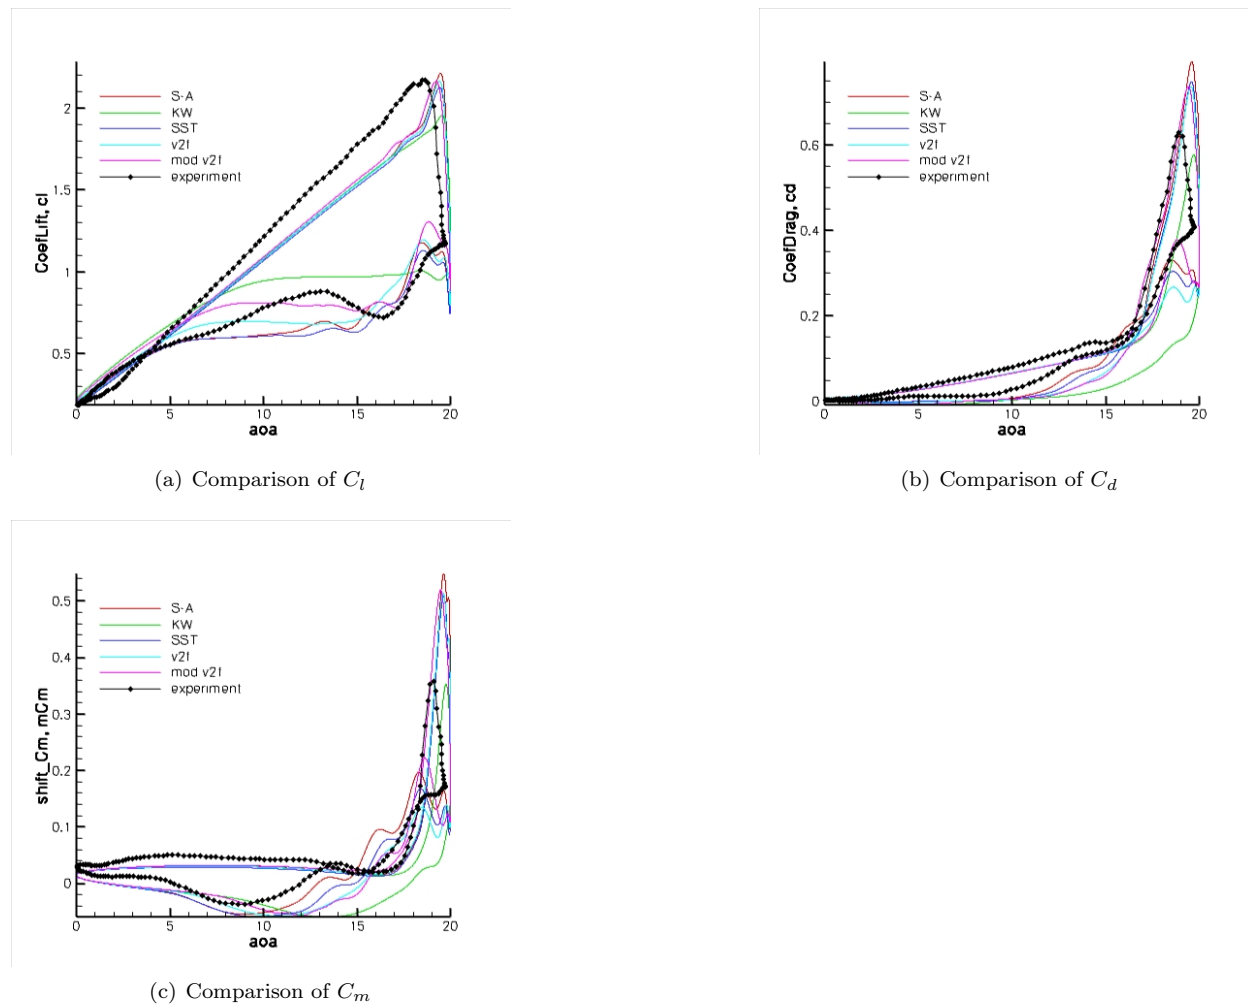 2
1.5
1
0.5
CoefLift, cl
S-A
KW
SST
v2f
mod v2f
experiment
0 5 10 15 20
aoa
(a) Comparison of C_l
0.6
0.4
0.2
0
CoefDrag, cd
S-A
KW
SST
v2f
mod v2f
experiment
0 5 10 15 20
aoa
(b) Comparison of C_d
0.5
0.4
0.3
0.2
0.1
0
shift_Cm, mCm
S-A
KW
SST
v2f
mod v2f
experiment
0 5 10 15 20
aoa
(c) Comparison of C_m